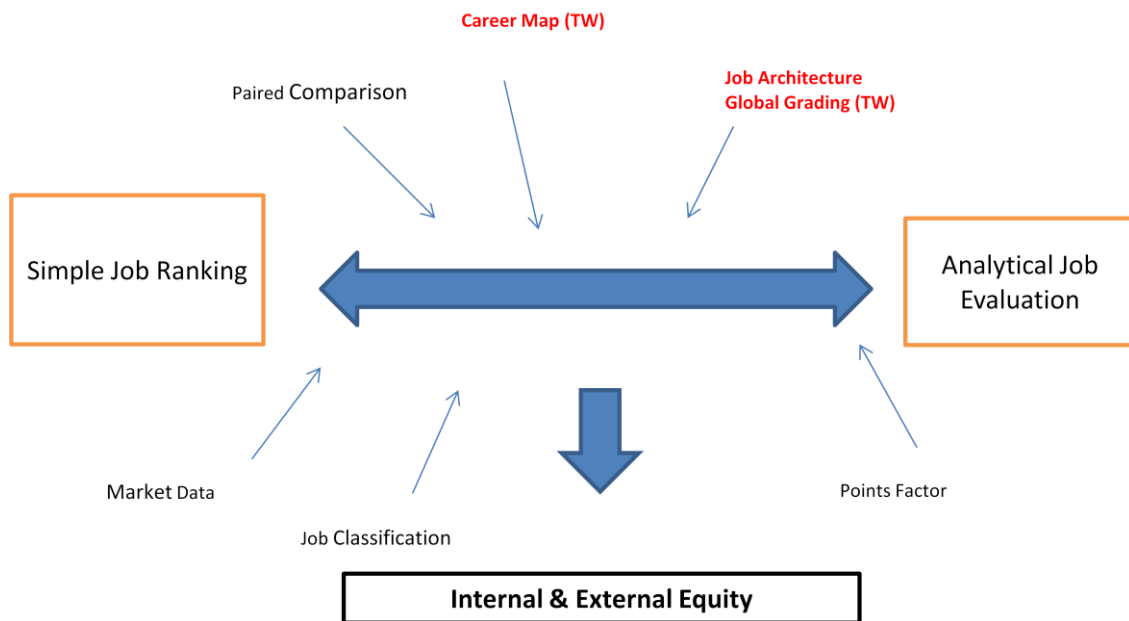 Career Map (TW)
Paired Comparison
Job Architecture
Global Grading (TW)
Simple Job Ranking
Analytical Job
Evaluation
Market Data
Job Classification
Points Factor
Internal & External Equity